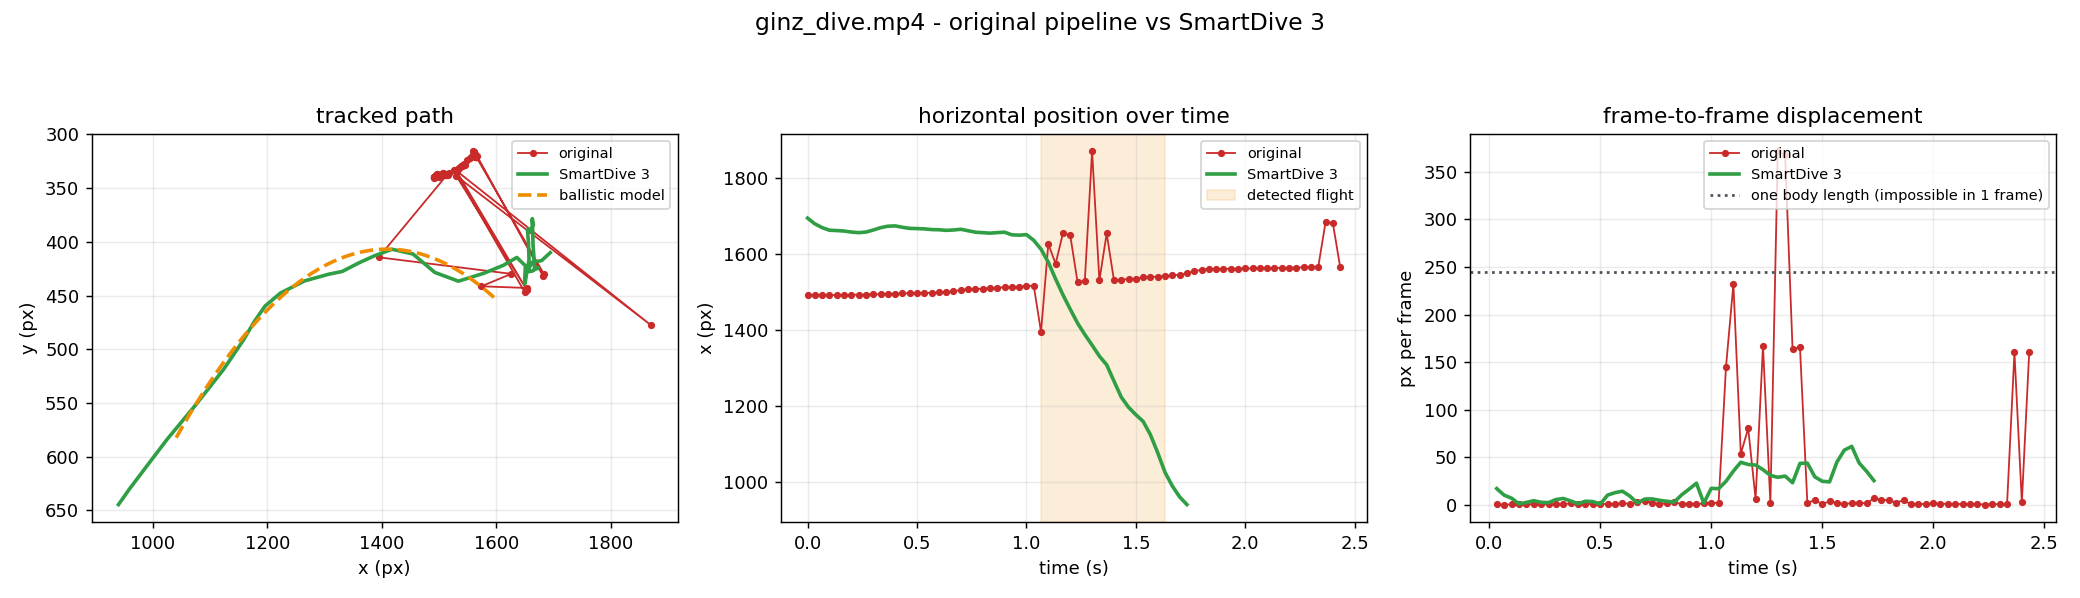 ginz_dive.mp4 - original pipeline vs SmartDive 3
tracked path
original
SmartDive 3
ballistic model
300
350
400
450
500
550
600
650
y (px)
1000
1200
1400
1600
1800
x (px)
horizontal position over time
original
SmartDive 3
detected flight
1800
1600
1400
1200
1000
x (px)
0.0
0.5
1.0
1.5
2.0
2.5
time (s)
frame-to-frame displacement
original
SmartDive 3
one body length (impossible in 1 frame)
350
300
250
200
150
100
50
0
px per frame
0.0
0.5
1.0
1.5
2.0
2.5
time (s)